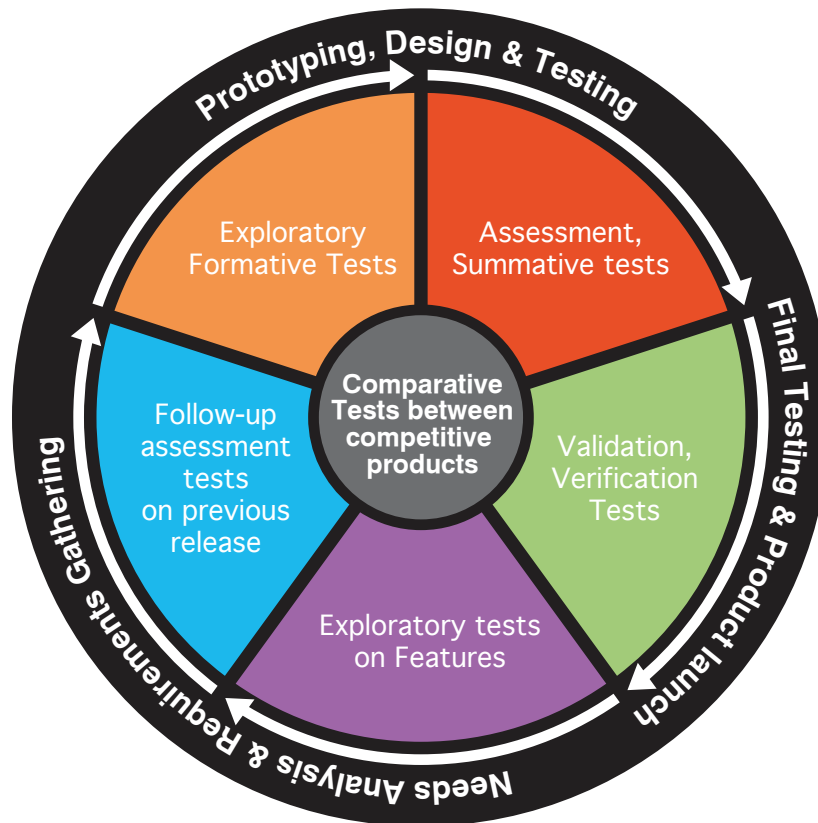 Prototyping, Design & Testing
Final Testing & Product launch
Needs Analysis & Requirements Gathering
Exploratory
Formative Tests
Assessment,
Summative tests
Validation,
Verification
Tests
Exploratory tests
on Features
Follow-up
assessment
tests
on previous
release
Comparative
Tests between
competitive
products